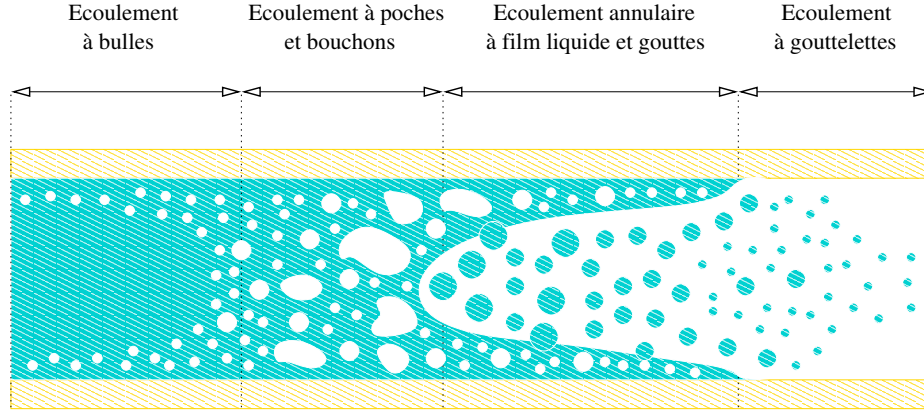 Ecoulement
à bulles
Ecoulement à poches
et bouchons
Ecoulement annulaire
à film liquide et gouttes
Ecoulement
à gouttelettes